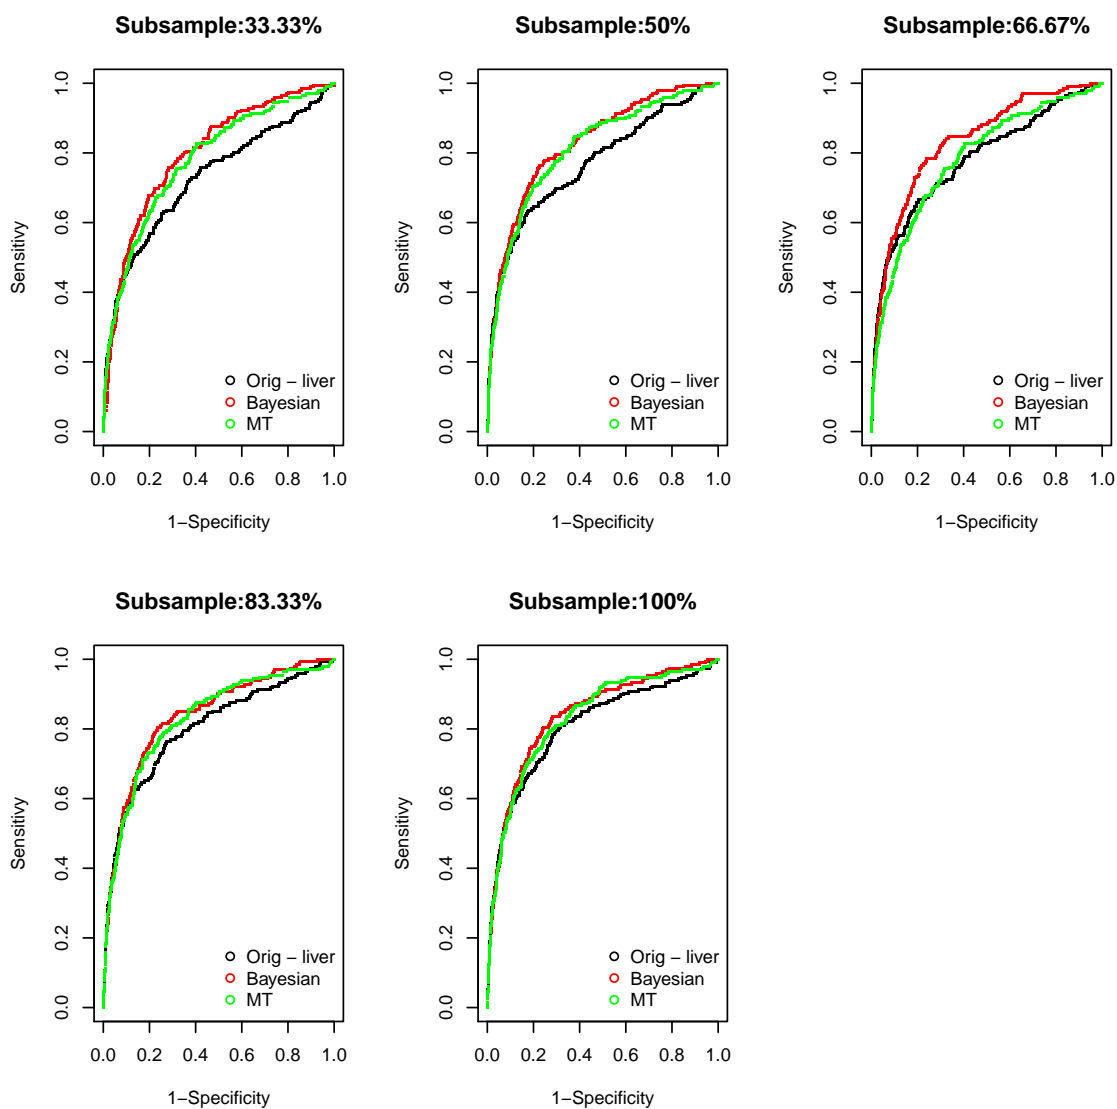 Subsample:33.33%
Sensitivy
0.0 0.2 0.4 0.6 0.8 1.0
Orig − liver
Bayesian
MT
0.0 0.2 0.4 0.6 0.8 1.0
1−Specificity
Subsample:50%
Sensitivy
0.0 0.2 0.4 0.6 0.8 1.0
Orig − liver
Bayesian
MT
0.0 0.2 0.4 0.6 0.8 1.0
1−Specificity
Subsample:66.67%
Sensitivy
0.0 0.2 0.4 0.6 0.8 1.0
Orig − liver
Bayesian
MT
0.0 0.2 0.4 0.6 0.8 1.0
1−Specificity
Subsample:83.33%
Sensitivy
0.0 0.2 0.4 0.6 0.8 1.0
Orig − liver
Bayesian
MT
0.0 0.2 0.4 0.6 0.8 1.0
1−Specificity
Subsample:100%
Sensitivy
0.0 0.2 0.4 0.6 0.8 1.0
Orig − liver
Bayesian
MT
0.0 0.2 0.4 0.6 0.8 1.0
1−Specificity